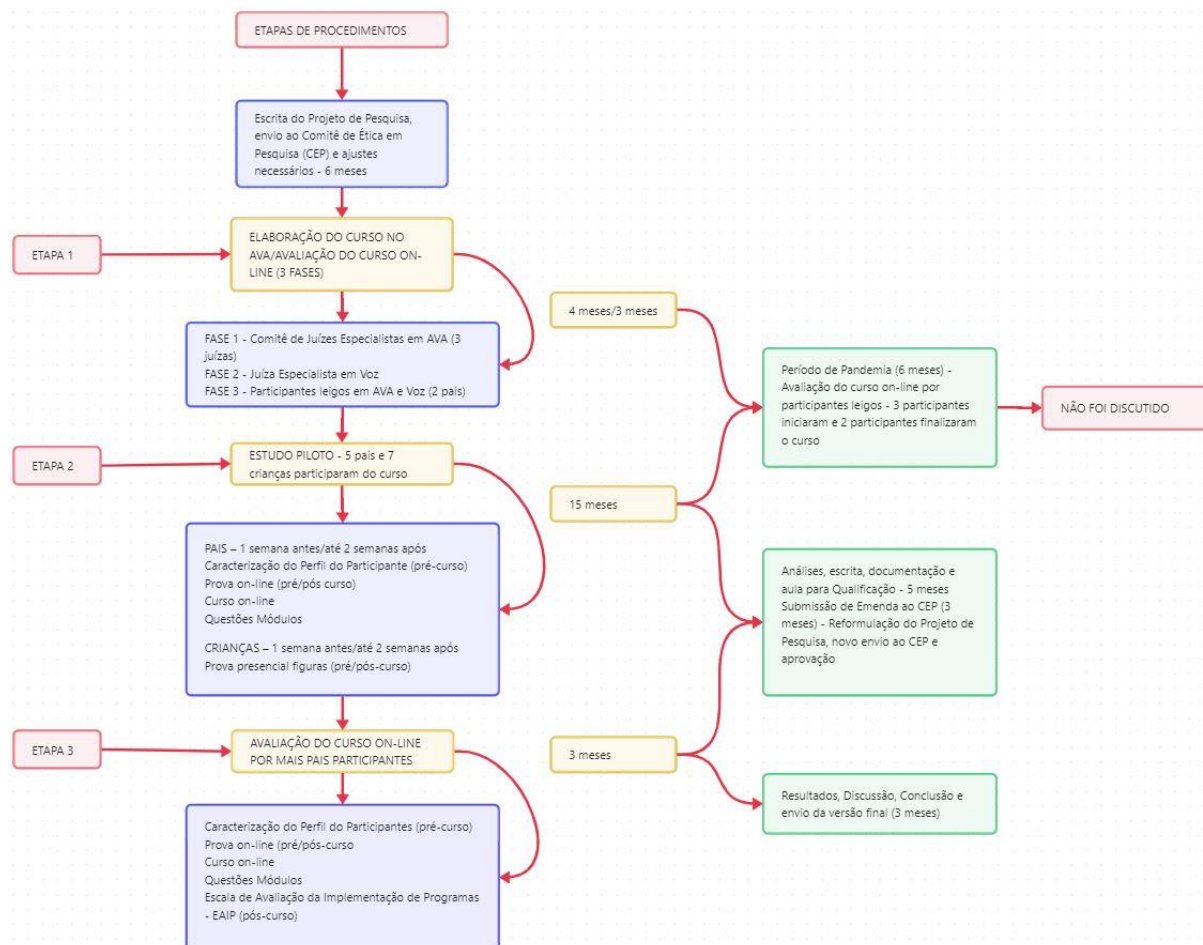 ETAPAS DE PROCEDIMENTOS
Escrita do Projeto de Pesquisa,
envio ao Comitê de Ética em
Pesquisa (CEP) e ajustes
necessários - 6 meses
ETAPA 1
ELABORAÇÃO DO CURSO NO
AVA/AVALIAÇÃO DO CURSO ON-
LINE (3 FASES)
FASE 1 - Comitê de Juízes Especialistas em AVA (3
juízas)
FASE 2 - Juíza Especialista em Voz
FASE 3 - Participantes leigos em AVA e Voz (2 pais)
ETAPA 2
ESTUDO PILOTO - 5 pais e 7
crianças participaram do curso
PAIS – 1 semana antes/até 2 semanas após
Caracterização do Perfil do Participante (pré-curso)
Prova on-line (pré/pós curso)
Curso on-line
Questões Módulos
CRIANÇAS – 1 semana antes/até 2 semanas após
Prova presencial figuras (pré/pós-curso)
ETAPA 3
AVALIAÇÃO DO CURSO ON-LINE
POR MAIS PAIS PARTICIPANTES
Caracterização do Perfil do Participantes (pré-curso)
Prova on-line (pré/pós-curso
Curso on-line
Questões Módulos
Escala de Avaliação da Implementação de Programas
- EAIP (pós-curso)
4 meses/3 meses
Período de Pandemia (6 meses) -
Avaliação do curso on-line por
participantes leigos - 3 participantes
iniciaram e 2 participantes finalizaram
o curso
NÃO FOI DISCUTIDO
15 meses
Análises, escrita, documentação e
aula para Qualificação - 5 meses
Submissão de Emenda ao CEP (3
meses) - Reformulação do Projeto de
Pesquisa, novo envio ao CEP e
aprovação
3 meses
Resultados, Discussão, Conclusão e
envio da versão final (3 meses)